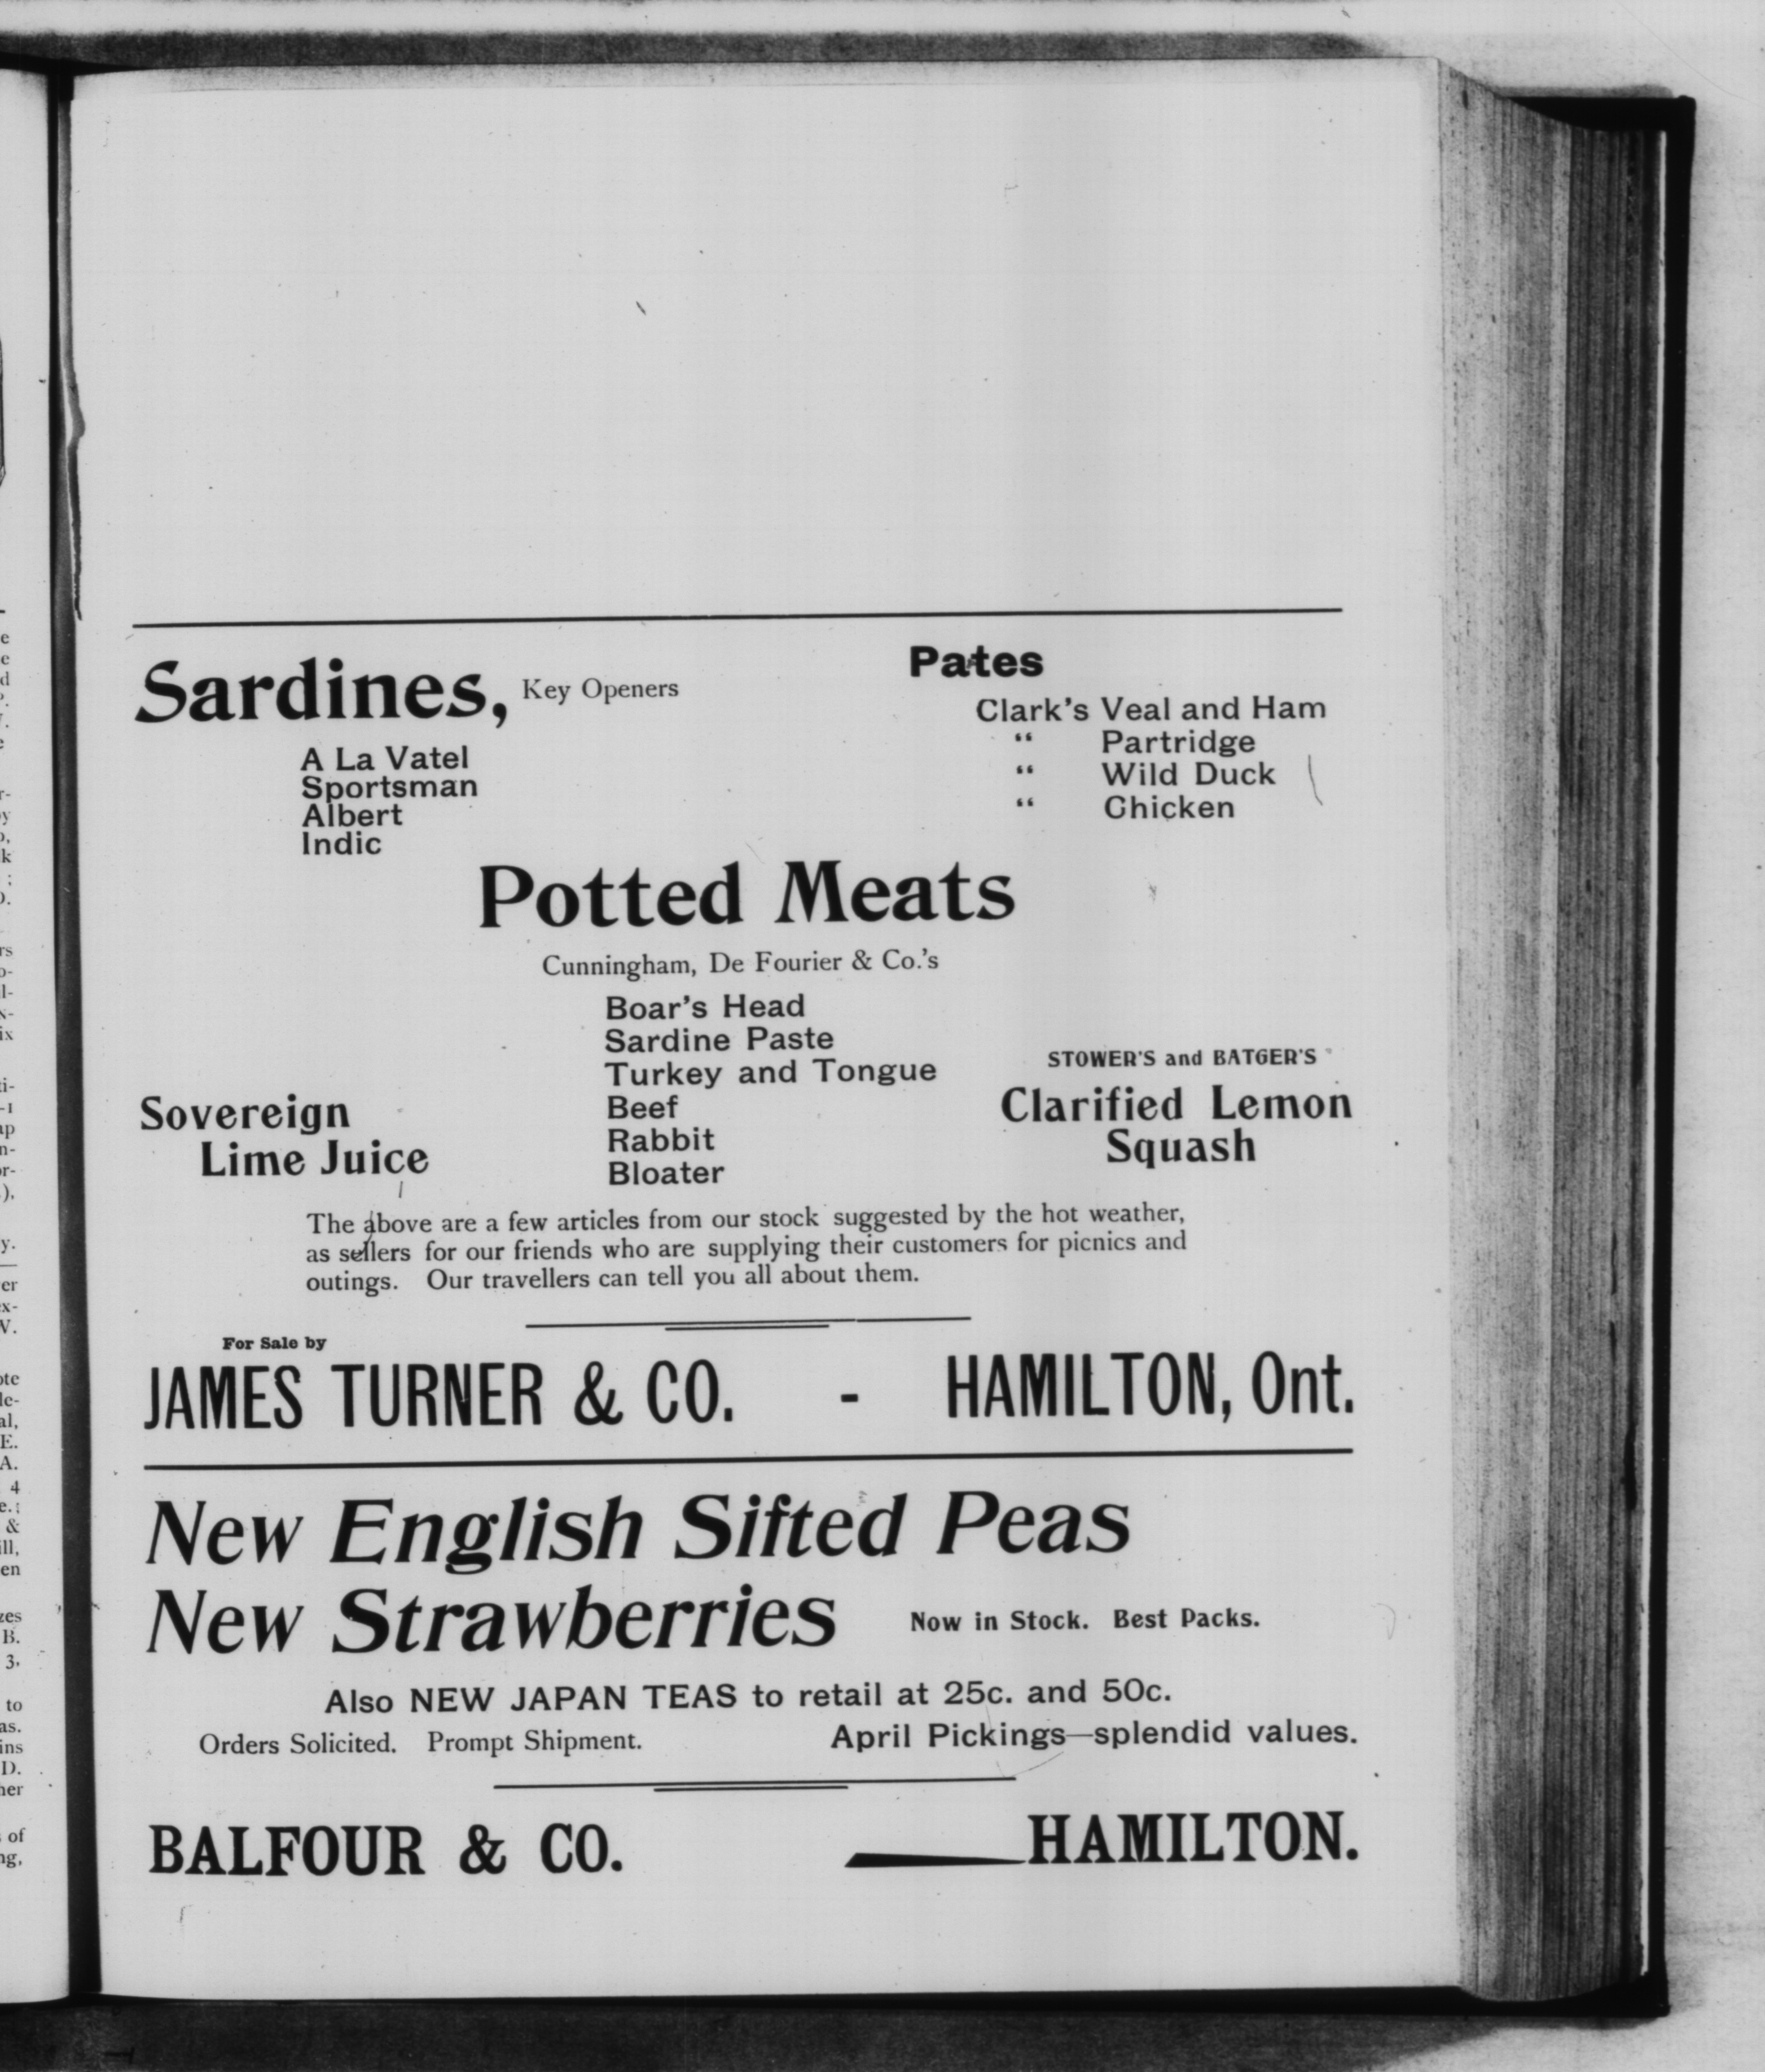 Sardines, Key Openers
A La Vatel
Sportsman
Albert
Indic
Pates
Clark's Veal and Ham
“ Partridge
“ Wild Duck
“ Chicken
Potted Meats
Cunningham, De Fourier & Co.'s
Boar's Head
Sardine Paste
Turkey and Tongue
Beef
Rabbit
Bloater
Sovereign
Lime Juice
STOWER'S and BATGER'S
Clarified Lemon
Squash
The above are a few articles from our stock suggested by the hot weather,
as sellers for our friends who are supplying their customers for picnics and
outings. Our travellers can tell you all about them.
For Sale by
JAMES TURNER & CO. - HAMILTON, Ont.
New English Sifted Peas
New Strawberries Now in Stock. Best Packs.
Also NEW JAPAN TEAS to retail at 25c. and 50c.
Orders Solicited. Prompt Shipment. April Pickings—splendid values.
BALFOUR & CO. HAMILTON.